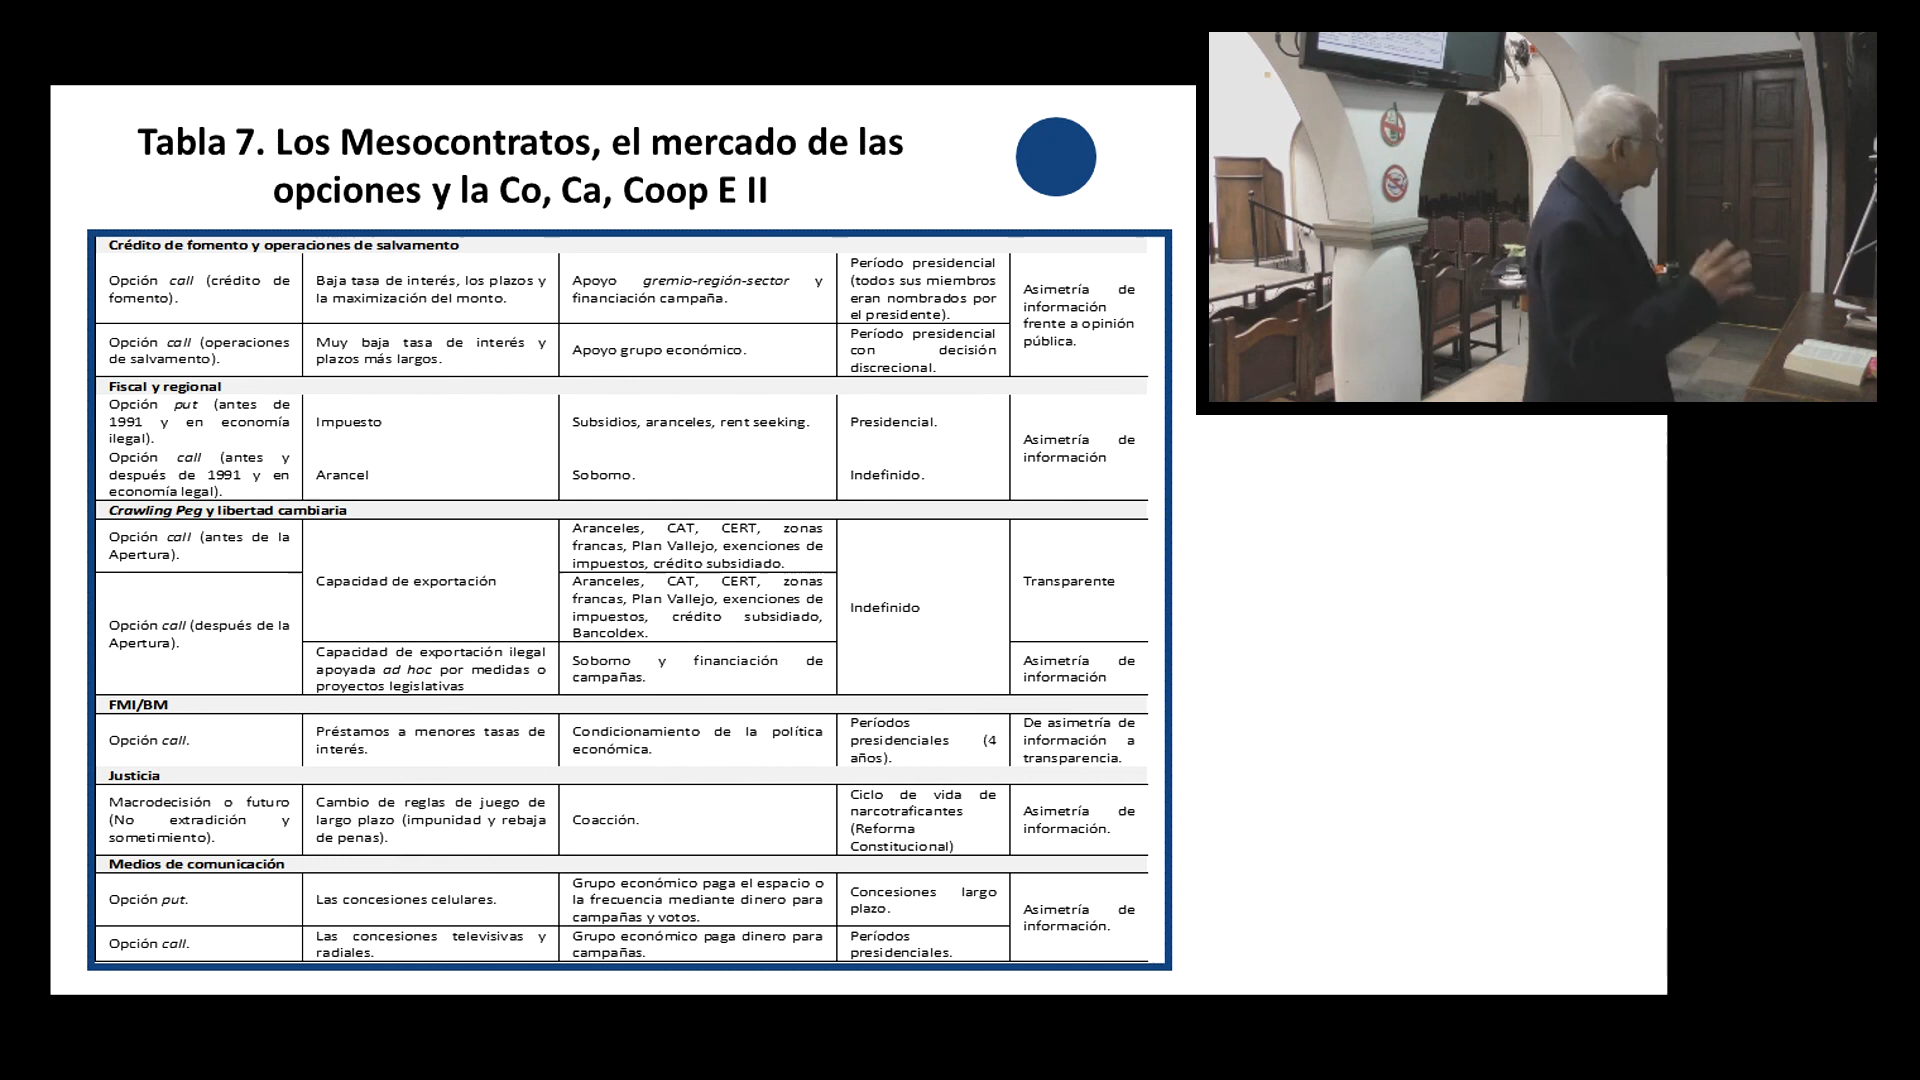 Tabla 7. Los Mesocontratos, el mercado de las
opciones y la Co, Ca, Coop E II
Crédito de fomento y operaciones de salvamento
Opción call (crédito de
fomento).
Baja tasa de interés, los plazos y
la maximización del monto.
Apoyo gremio-región-sector y
financiación campaña.
Período presidencial
(todos sus miembros
eran nombrados por
el presidente).
Asimetría de
información
frente a opinión
pública.
Opción call (operaciones
de salvamento).
Muy baja tasa de interés y
plazos más largos.
Apoyo grupo económico.
Período presidencial
con decisión
discrecional.
Fiscal y regional
Opción put (antes de
1991 y en economía
ilegal).
Impuesto
Subsidios, aranceles, rent seeking.
Presidencial.
Asimetría de
información
Opción call (antes y
después de 1991 y en
economía legal).
Arancel
Soborno.
Indefinido.
Crawling Peg y libertad cambiaria
Opción call (antes de la
Apertura).
Capacidad de exportación
Aranceles, CAT, CERT, zonas
francas, Plan Vallejo, exenciones de
impuestos, crédito subsidiado.
Indefinido
Transparente
Opción call (después de la
Apertura).
Aranceles, CAT, CERT, zonas
francas, Plan Vallejo, exenciones de
impuestos, crédito subsidiado,
Bancoldex.
Capacidad de exportación ilegal
apoyada ad hoc por medidas o
proyectos legislativas
Soborno y financiación de
campañas.
Asimetría de
información
FMI/BM
Opción call.
Préstamos a menores tasas de
interés.
Condicionamiento de la política
económica.
Períodos
presidenciales (4
años).
De asimetría de
información a
transparencia.
Justicia
Macrodecisión o futuro
(No extradición y
sometimiento).
Cambio de reglas de juego de
largo plazo (impunidad y rebaja
de penas).
Coacción.
Ciclo de vida de
narcotraficantes
(Reforma
Constitucional)
Asimetría de
información.
Medios de comunicación
Opción put.
Las concesiones celulares.
Grupo económico paga el espacio o
la frecuencia mediante dinero para
campañas y votos.
Concesiones largo
plazo.
Asimetría de
información.
Opción call.
Las concesiones televisivas y
radiales.
Grupo económico paga dinero para
campañas.
Períodos
presidenciales.